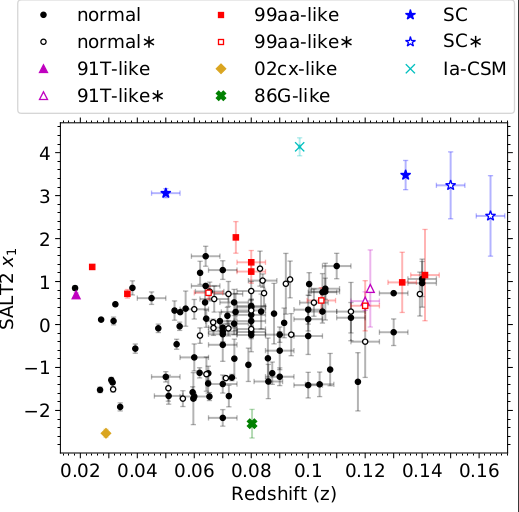 normal 99aa-like SC
normal∗ 99aa-like∗ SC∗
91T-like 02cx-like Ia-CSM
91T-like∗ 86G-like
4
3
2
1
0
−1
−2
SALT2 x₁
0.02 0.04 0.06 0.08 0.1 0.12 0.14 0.16
Redshift (z)